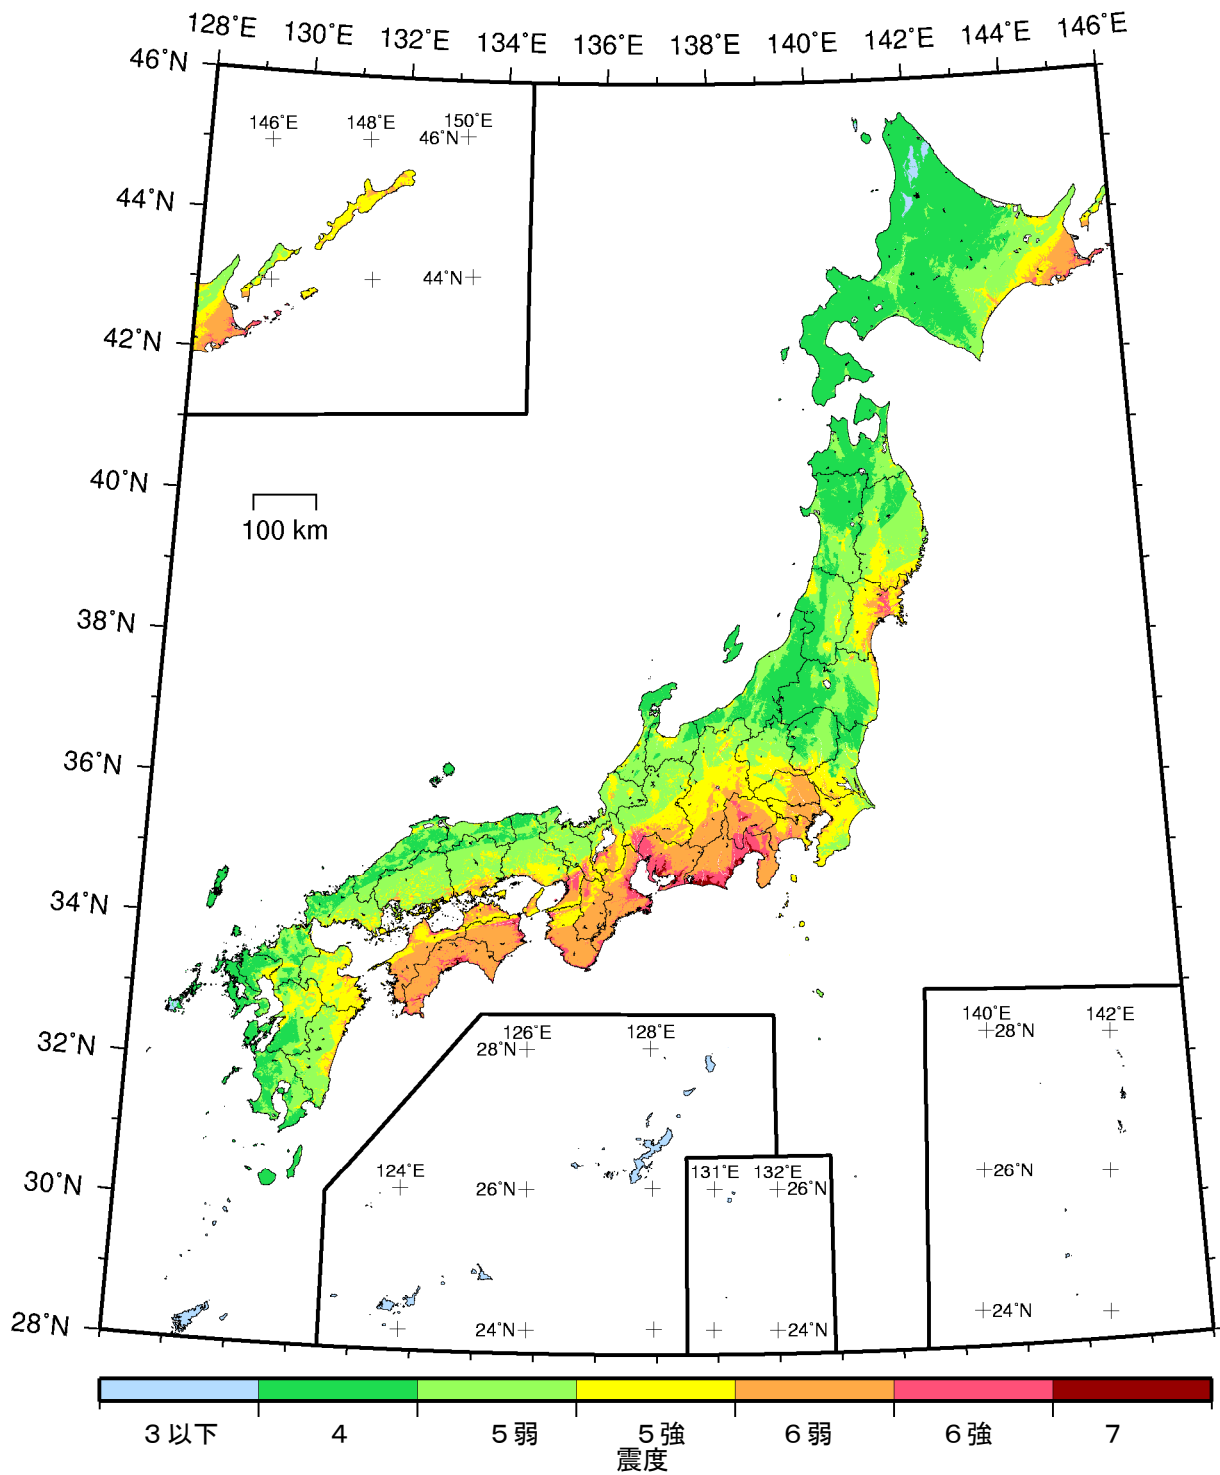 128˚E 130˚E 132˚E 134˚E 136˚E 138˚E 140˚E 142˚E 144˚E 146˚E
46˚N
146˚E 148˚E 150˚E
46˚N
44˚N
44˚N
42˚N
40˚N
100 km
38˚N
36˚N
34˚N
32˚N
126˚E 128˚E
28˚N
140˚E 142˚E
28˚N
124˚E
26˚N
131˚E 132˚E
26˚N
26˚N
30˚N
24˚N
24˚N
24˚N
28˚N
3以下 4 5弱 5強 6弱 6強 7
震度